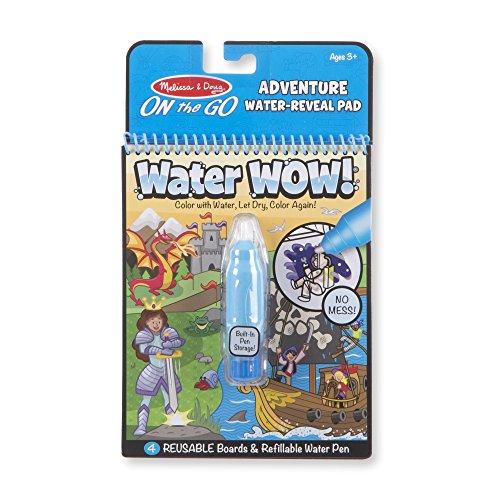 Ages 3+
Melissa & Doug
ON the GO
ADVENTURE
WATER-REVEAL PAD
Water WOW!
Color with Water, Let Dry, Color Again!
NO
MESS!
Built-In
Pen
Storage!
4 REUSABLE Boards & Refillable Water Pen